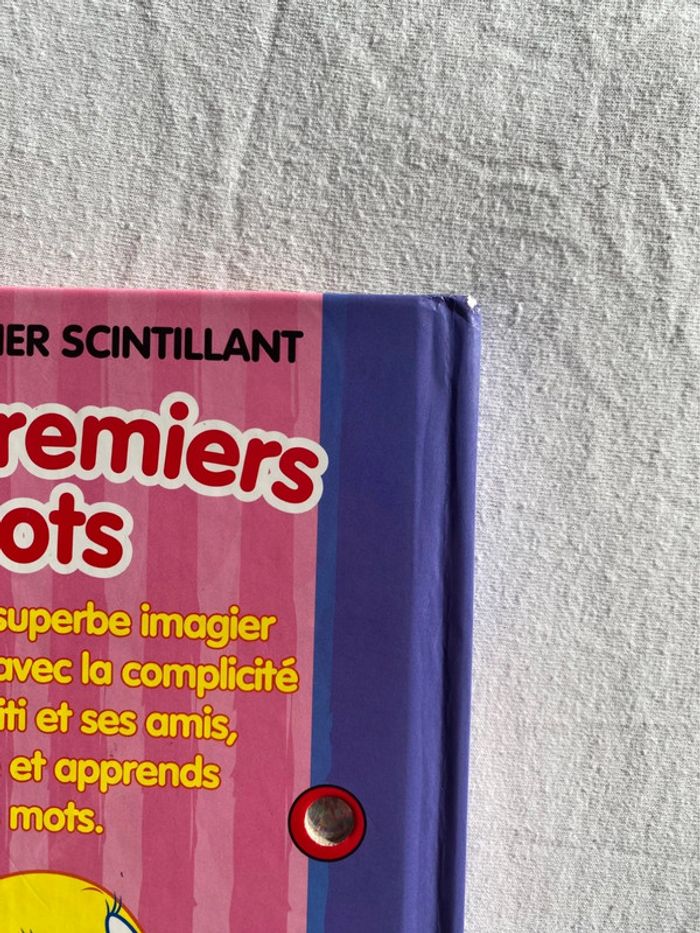 IER SCINTILLANT
remiers
ots
superbe imagier
avec la complicité
iti et ses amis,
et apprends
mots.